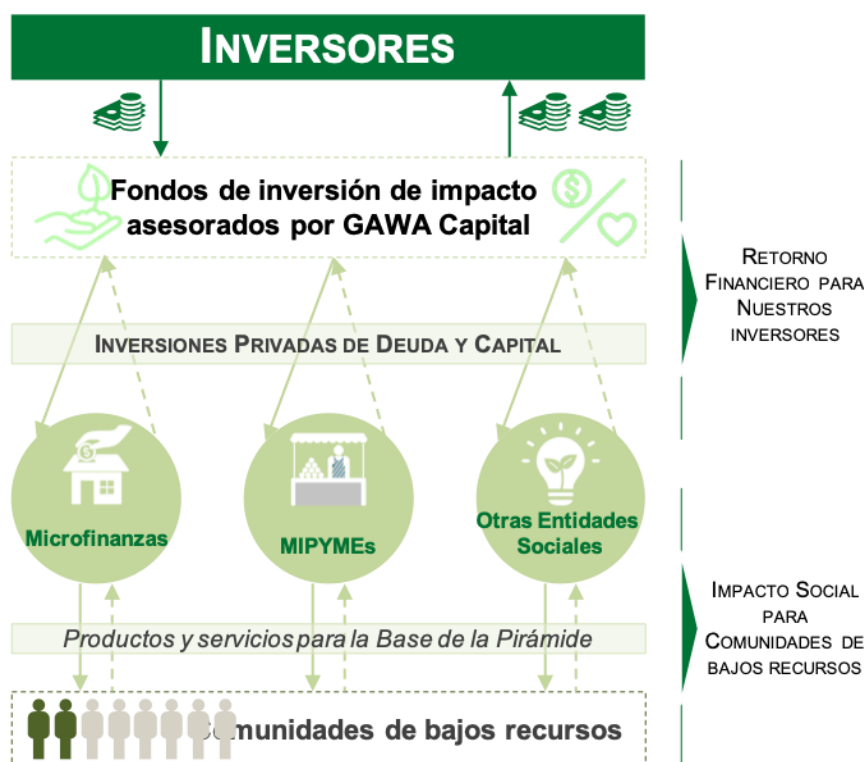 INVERSORES
Fondos de inversión de impacto
asesorados por GAWA Capital
RETORNO
FINANCIERO PARA
NUESTROS
INVERSORES
INVERSIONES PRIVADAS DE DEUDA Y CAPITAL
Microfinanzas
MIPYMEs
Otras Entidades
Sociales
IMPACTO SOCIAL
PARA
COMUNIDADES DE
BAJOS RECURSOS
Productos y servicios para la Base de la Pirámide
Comunidades de bajos recursos